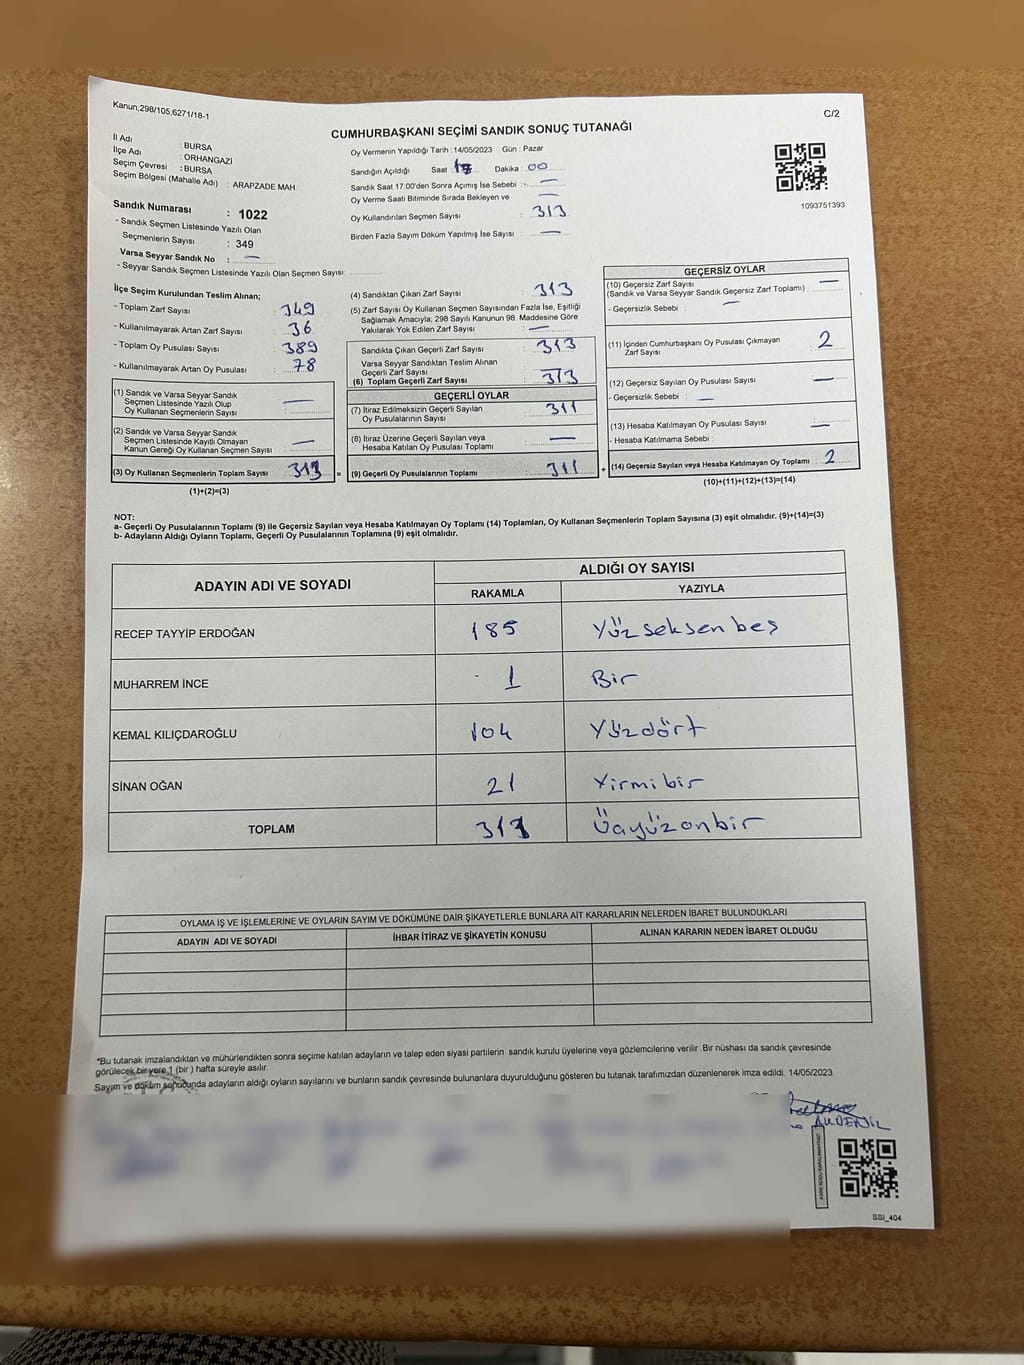 Kanun;298/105,6271/18-1
C/2
CUMHURBAŞKANI SEÇİMİ SANDIK SONUÇ TUTANAĞI
İl Adı : BURSA
İlçe Adı : ORHANGAZİ
Seçim Çevresi : BURSA
Seçim Bölgesi (Mahalle Adı) : ARAPZADE MAH.
Sandık Numarası : 1022
- Sandık Seçmen Listesinde Yazılı Olan
Seçmenlerin Sayısı : 349
Varsa Seyyar Sandık No : —
- Seyyar Sandık Seçmen Listesinde Yazılı Olan Seçmen Sayısı:
Oy Vermenin Yapıldığı Tarih :14/05/2023 Gün : Pazar
Sandığın Açıldığı Saat : Dakika : 00
Sandık Saat 17.00'den Sonra Açımış İse Sebebi : —
Oy Verme Saati Bitiminde Sırada Bekleyen ve —
Oy Kullandırılan Seçmen Sayısı : 313
Birden Fazla Sayım Döküm Yapılmış İse Sayısı : —
1093751393
İlçe Seçim Kurulundan Teslim Alınan;
- Toplam Zarf Sayısı : 349
- Kullanılmayarak Artan Zarf Sayısı : 36
- Toplam Oy Pusulası Sayısı : 389
- Kullanılmayarak Artan Oy Pusulası : 78
(1) Sandık ve Varsa Seyyar Sandık
Seçmen Listesinde Yazılı Olup
Oy Kullanan Seçmenlerin Sayısı : —
(2) Sandık ve Varsa Seyyar Sandık
Seçmen Listesinde Kayıtlı Olmayan
Kanun Gereği Oy Kullanan Seçmen Sayısı : —
(3) Oy Kullanan Seçmenlerin Toplam Sayısı : 313 =
(1)+(2)=(3)
(4) Sandıktan Çıkan Zarf Sayısı : 313
(5) Zarf Sayısı Oy Kullanan Seçmen Sayısından Fazla İse, Eşitliği
Sağlamak Amacıyla; 298 Sayılı Kanunun 98. Maddesine Göre
Yakılarak Yok Edilen Zarf Sayısı : —
Sandıkta Çıkan Geçerli Zarf Sayısı : 313
Varsa Seyyar Sandıktan Teslim Alınan
Geçerli Zarf Sayısı : —
(6) Toplam Geçerli Zarf Sayısı : 313
GEÇERLİ OYLAR
(7) İtiraz Edilmeksizin Geçerli Sayılan
Oy Pusulalarının Sayısı : 311
(8) İtiraz Üzerine Geçerli Sayılan veya
Hesaba Katılan Oy Pusulası Toplamı : —
(9) Geçerli Oy Pusulalarının Toplamı : 311 +
GEÇERSİZ OYLAR
(10) Geçersiz Zarf Sayısı
(Sandık ve Varsa Seyyar Sandık Geçersiz Zarf Toplamı) : —
- Geçersizlik Sebebi : —
(11) İçinden Cumhurbaşkanı Oy Pusulası Çıkmayan
Zarf Sayısı : 2
(12) Geçersiz Sayılan Oy Pusulası Sayısı : —
- Geçersizlik Sebebi : —
(13) Hesaba Katılmayan Oy Pusulası Sayısı : —
- Hesaba Katılmama Sebebi :
(14) Geçersiz Sayılan veya Hesaba Katılmayan Oy Toplamı : 2
(10)+(11)+(12)+(13)=(14)
NOT:
a- Geçerli Oy Pusulalarının Toplamı (9) ile Geçersiz Sayılan veya Hesaba Katılmayan Oy Toplamı (14) Toplamları, Oy Kullanan Seçmenlerin Toplam Sayısına (3) eşit olmalıdır. (9)+(14)=(3)
b- Adayların Aldığı Oyların Toplamı, Geçerli Oy Pusulalarının Toplamına (9) eşit olmalıdır.
ADAYIN ADI VE SOYADI ALDIĞI OY SAYISI
RAKAMLA YAZIYLA
RECEP TAYYİP ERDOĞAN 185 Yüz seksen beş
MUHARREM İNCE 1 Bir
KEMAL KILIÇDAROĞLU 104 Yüzdört
SİNAN OĞAN 21 Yirmi bir
TOPLAM 311 Üçyüzonbir
OYLAMA İŞ VE İŞLEMLERİNE VE OYLARIN SAYIM VE DÖKÜMÜNE DAİR ŞİKAYETLERLE BUNLARA AİT KARARLARIN NELERDEN İBARET BULUNDUKLARI
ADAYIN ADI VE SOYADI İHBAR İTİRAZ VE ŞİKAYETİN KONUSU ALINAN KARARIN NEDEN İBARET OLDUĞU
*Bu tutanak imzalandıktan ve mühürlendikten sonra seçime katılan adayların ve talep eden siyasi partilerin sandık kurulu üyelerine veya gözlemcilerine verilir .Bir nüshası da sandık çevresinde
görülecek bir yere 1 (bir ) hafta süreyle asılır.
Sayım ve döküm sonucunda adayların aldığı oyların sayılarını ve bunların sandık çevresinde bulunanlara duyurulduğunu gösteren bu tutanak tarafımızdan düzenlenerek imza edildi. 14/05/2023
SSI_404